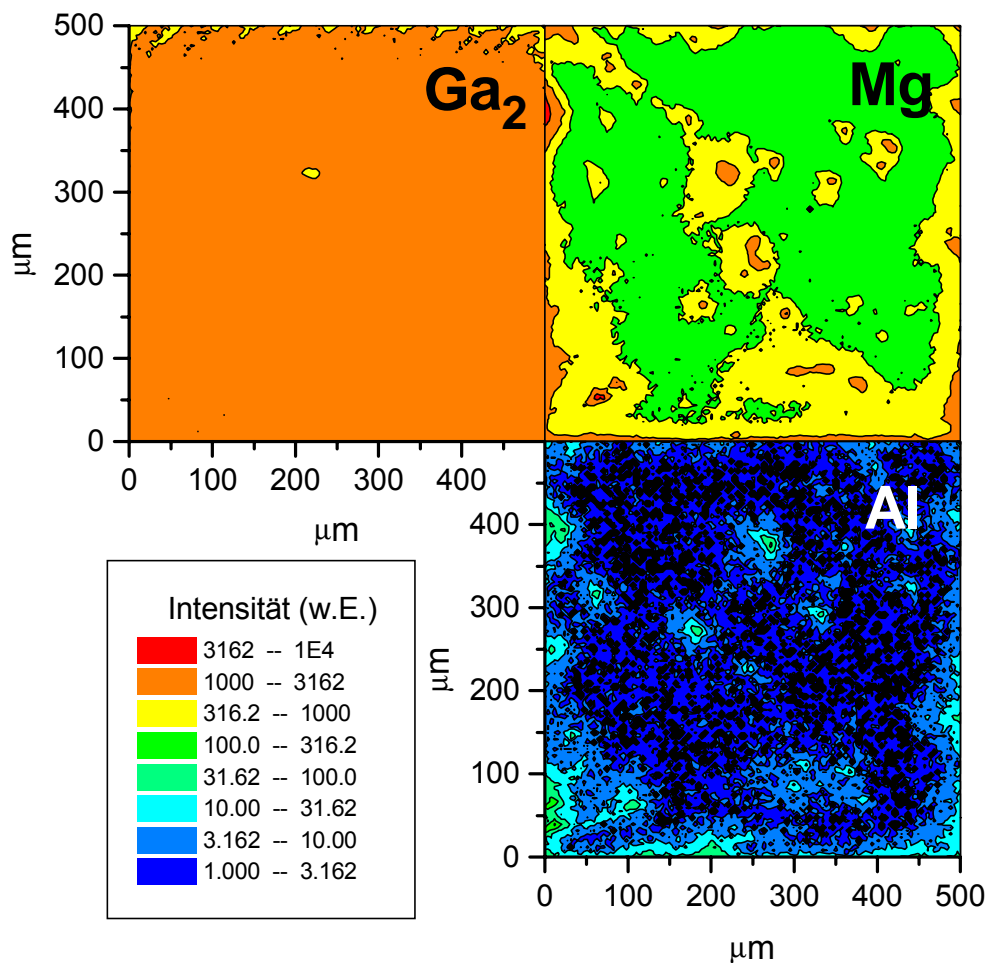 500
400
300
200
100
0
μm
Ga2
Mg
0 100 200 300 400
μm
Al
400
300
200
100
0
μm
0 100 200 300 400 500
μm
Intensität (w.E.)
3162 -- 1E4
1000 -- 3162
316.2 -- 1000
100.0 -- 316.2
31.62 -- 100.0
10.00 -- 31.62
3.162 -- 10.00
1.000 -- 3.162